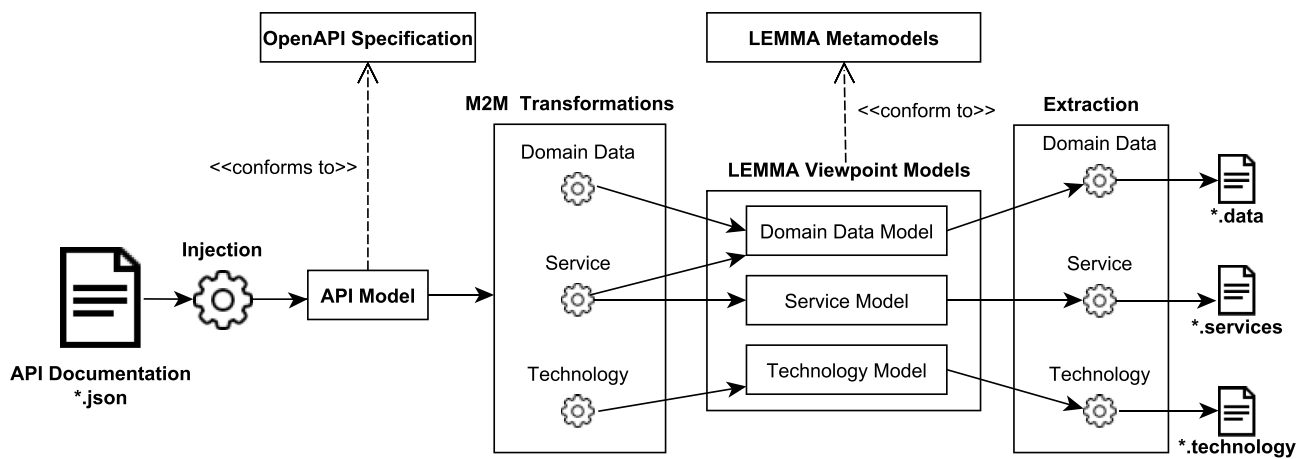 OpenAPI Specification
LEMMA Metamodels
M2M  Transformations
<<conform to>>
Extraction
Domain Data
Domain Data
<<conforms to>>
LEMMA Viewpoint Models
*.data
Domain Data Model
Injection
Service
Service
API Model
Service Model
*.services
API Documentation
*.json
Technology
Technology Model
Technology
*.technology